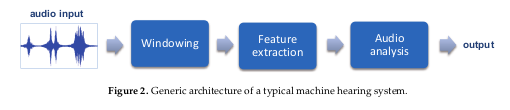 audio input
Windowing
Feature
extraction
Audio
analysis
output
Figure 2. Generic architecture of a typical machine hearing system.